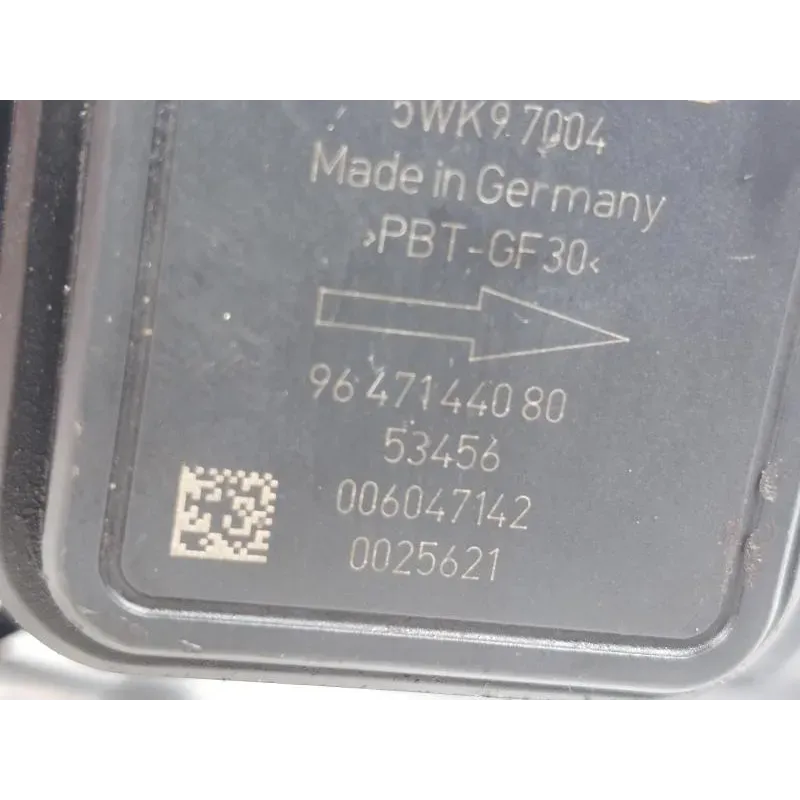 5WK9 7004
Made in Germany
>PBT-GF30<
96 471 440 80
53456
006047142
0025621